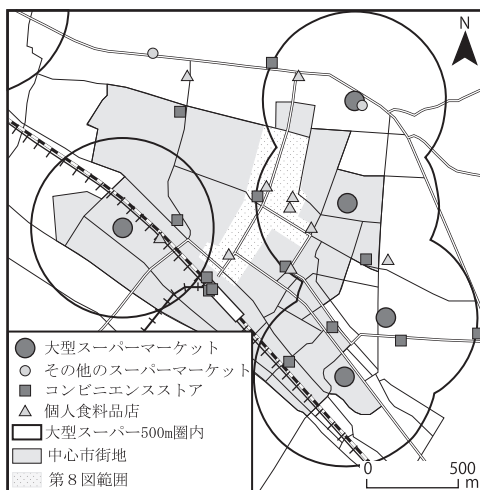 N
大型スーパーマーケット
その他のスーパーマーケット
コンビニエンスストア
個人食料品店
大型スーパー500m圏内
中心市街地
第8図範囲
0 500
m